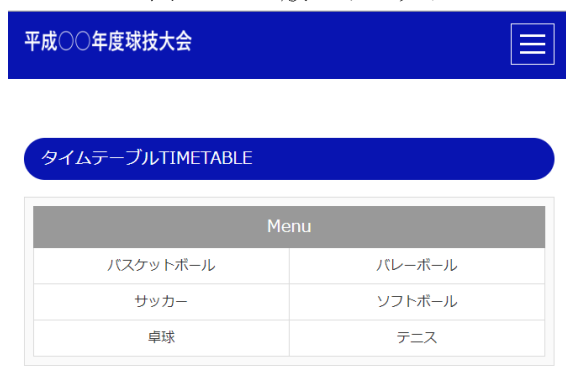 平成○○年度球技大会
タイムテーブルTIMETABLE
Menu
バスケットボール バレーボール
サッカー ソフトボール
卓球 テニス